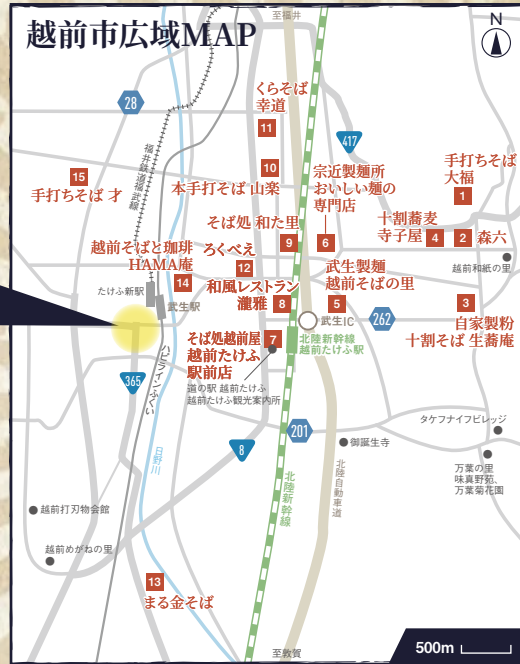 越前市広域MAP
至福井
N
28
福井鉄道福武線
くらそば
幸道
11
417
10
本手打そば 山楽
15
手打ちそば 才
宗近製麺所
おいしい麺の
専門店
手打ちそば
大福
1
十割蕎麦
寺子屋
4
2
森六
越前和紙の里
そば処 和た里
9
6
越前そばと珈琲
HAMA庵
14
ろくべえ
12
和風レストラン
瀧雅
8
武生製麺
越前そばの里
5
3
自家製粉
十割そば 生蕎庵
たけふ新駅
武生駅
武生IC
262
北陸新幹線
越前たけふ駅
そば処越前屋
越前たけふ
駅前店
7
道の駅 越前たけふ
越前たけふ観光案内所
365
ハピラインふくい
日野川
8
201
御誕生寺
タケフナイフビレッジ
万葉の里
味真野苑、
万葉菊花園
北陸新幹線
北陸自動車道
越前打刃物会館
越前めがねの里
13
まる金そば
至敦賀
500m